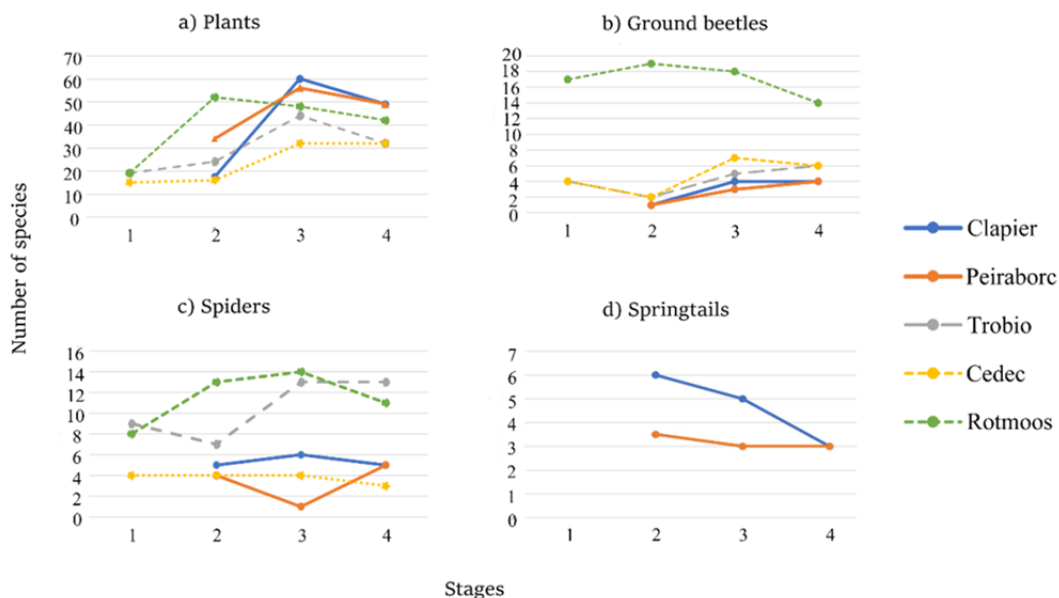 a) Plants
70
60
50
40
30
20
10
0
1 2 3 4
b) Ground beetles
20
18
16
14
12
10
8
6
4
2
0
1 2 3 4
c) Spiders
16
14
12
10
8
6
4
2
0
1 2 3 4
d) Springtails
7
6
5
4
3
2
1
0
1 2 3 4
Number of species
Stages
Clapier
Peiraborc
Trobio
Cedec
Rotmoos